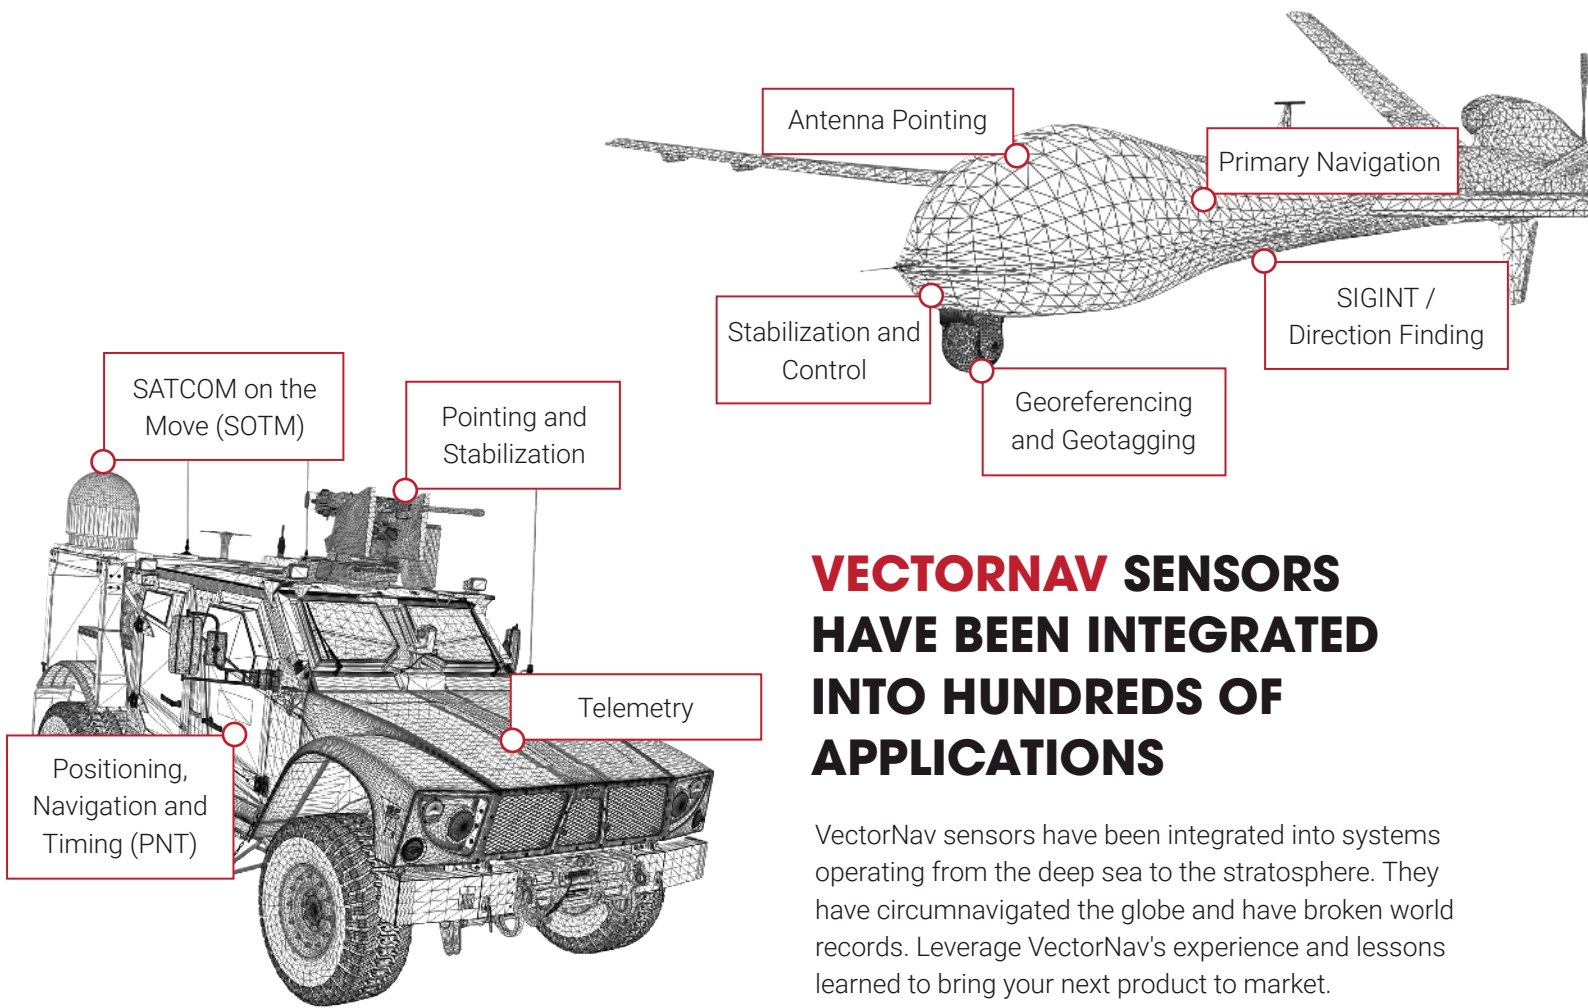 Antenna Pointing
Primary Navigation
SIGINT /
Direction Finding
Stabilization and
Control
Georeferencing
and Geotagging
SATCOM on the
Move (SOTM)
Pointing and
Stabilization
Telemetry
Positioning,
Navigation and
Timing (PNT)
VECTORNAV SENSORS
HAVE BEEN INTEGRATED
INTO HUNDREDS OF
APPLICATIONS
VectorNav sensors have been integrated into systems
operating from the deep sea to the stratosphere. They
have circumnavigated the globe and have broken world
records. Leverage VectorNav's experience and lessons
learned to bring your next product to market.